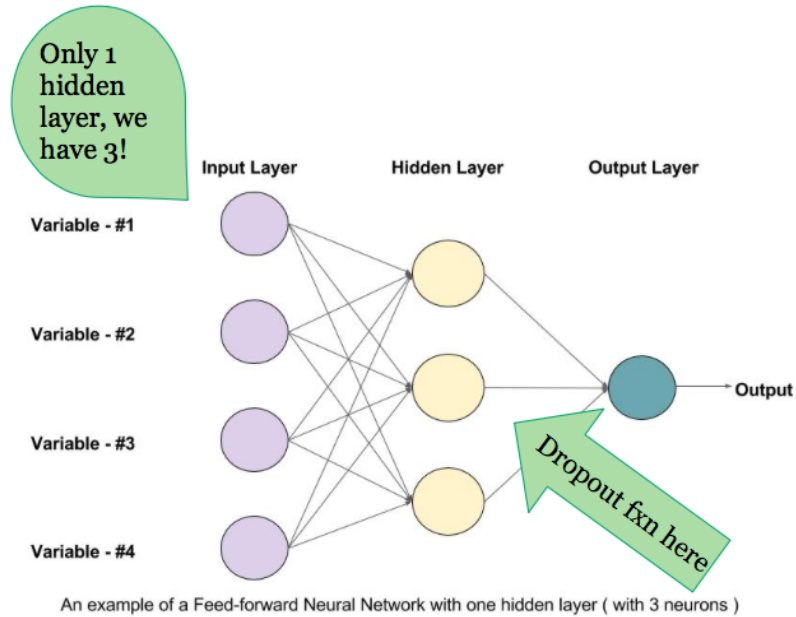 Only 1
hidden
layer, we
have 3!
Input Layer
Hidden Layer
Output Layer
Variable - #1
Variable - #2
Variable - #3
Variable - #4
Output
Dropout fxn here
An example of a Feed-forward Neural Network with one hidden layer ( with 3 neurons )